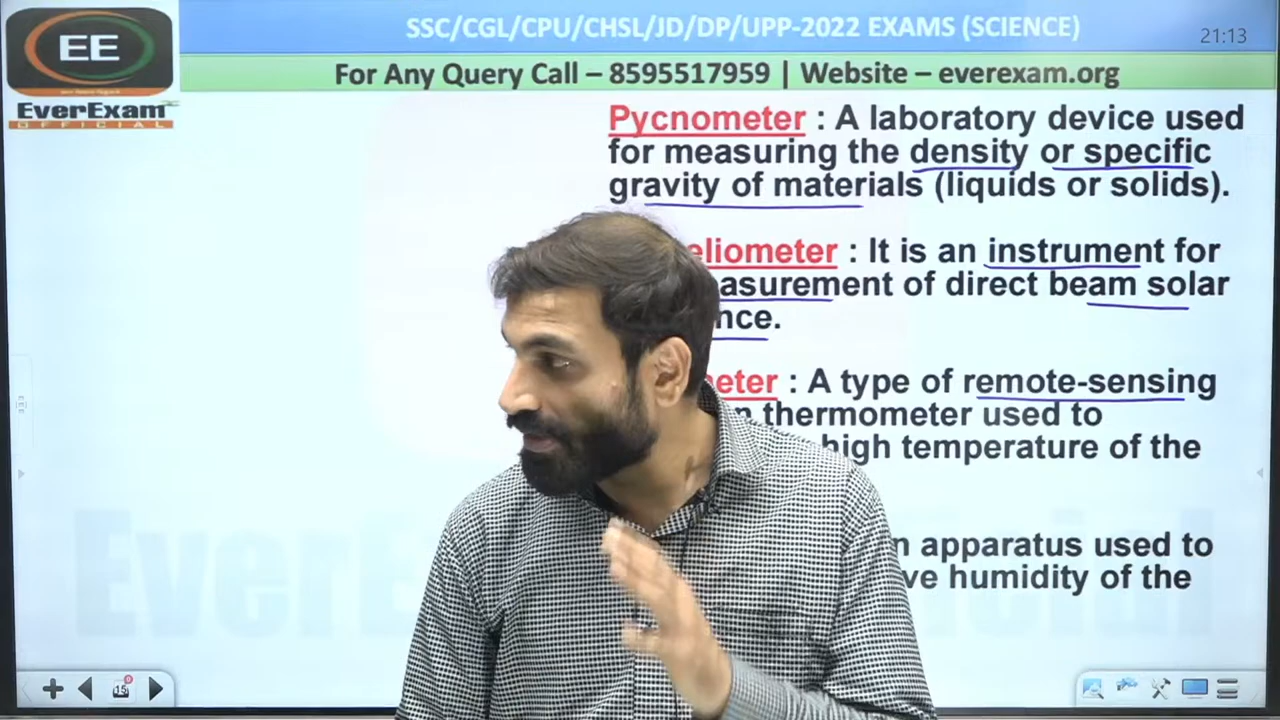 SSC/CGL/CPU/CHSL/JD/DP/UPP-2022 EXAMS (SCIENCE)
21:13
EE
For Any Query Call – 8595517959 | Website – everexam.org
EverExam
OFFICIAL
Pycnometer : A laboratory device used
for measuring the density or specific
gravity of materials (liquids or solids).
eliometer : It is an instrument for
asurement of direct beam solar
nce.
eter : A type of remote-sensing
n thermometer used to
high temperature of the
n apparatus used to
ve humidity of the
15